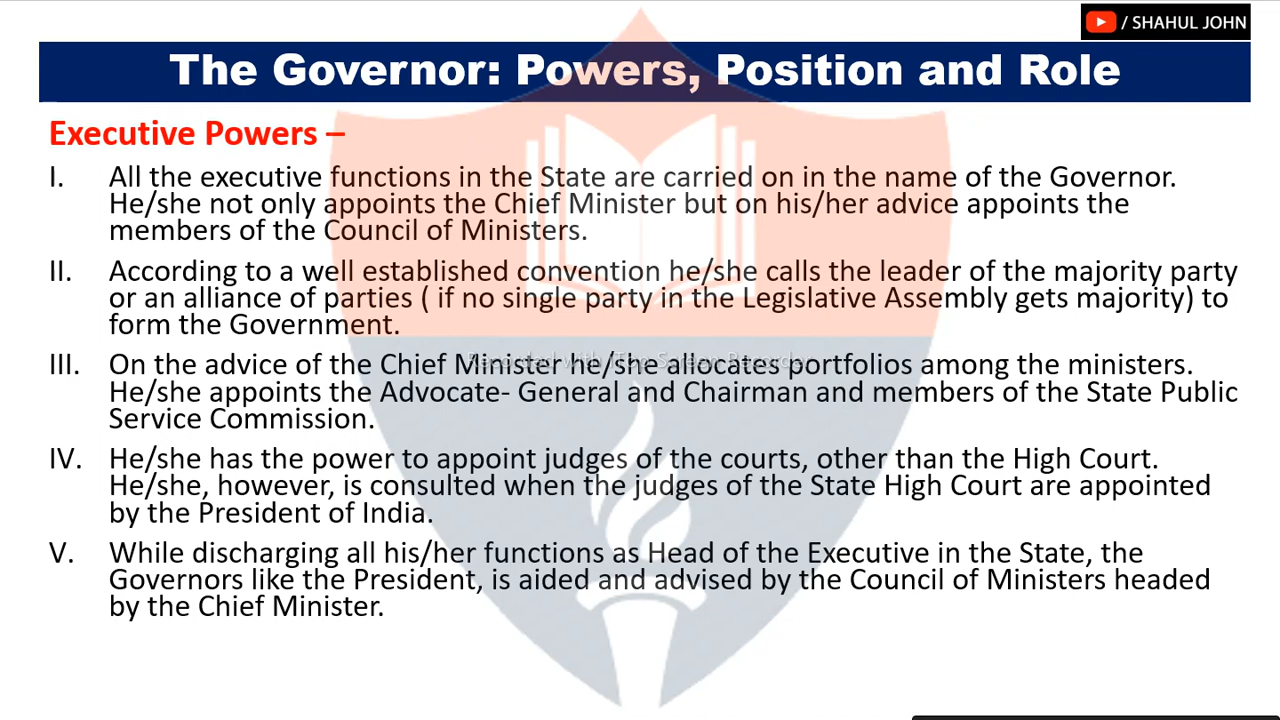 / SHAHUL JOHN
The Governor: Powers, Position and Role
Executive Powers –
I. All the executive functions in the State are carried on in the name of the Governor.
He/she not only appoints the Chief Minister but on his/her advice appoints the
members of the Council of Ministers.
II. According to a well established convention he/she calls the leader of the majority party
or an alliance of parties ( if no single party in the Legislative Assembly gets majority) to
form the Government.
III. On the advice of the Chief Minister he/she allocates portfolios among the ministers.
He/she appoints the Advocate- General and Chairman and members of the State Public
Service Commission.
IV. He/she has the power to appoint judges of the courts, other than the High Court.
He/she, however, is consulted when the judges of the State High Court are appointed
by the President of India.
V. While discharging all his/her functions as Head of the Executive in the State, the
Governors like the President, is aided and advised by the Council of Ministers headed
by the Chief Minister.
Recorded with iTop Screen Recorder